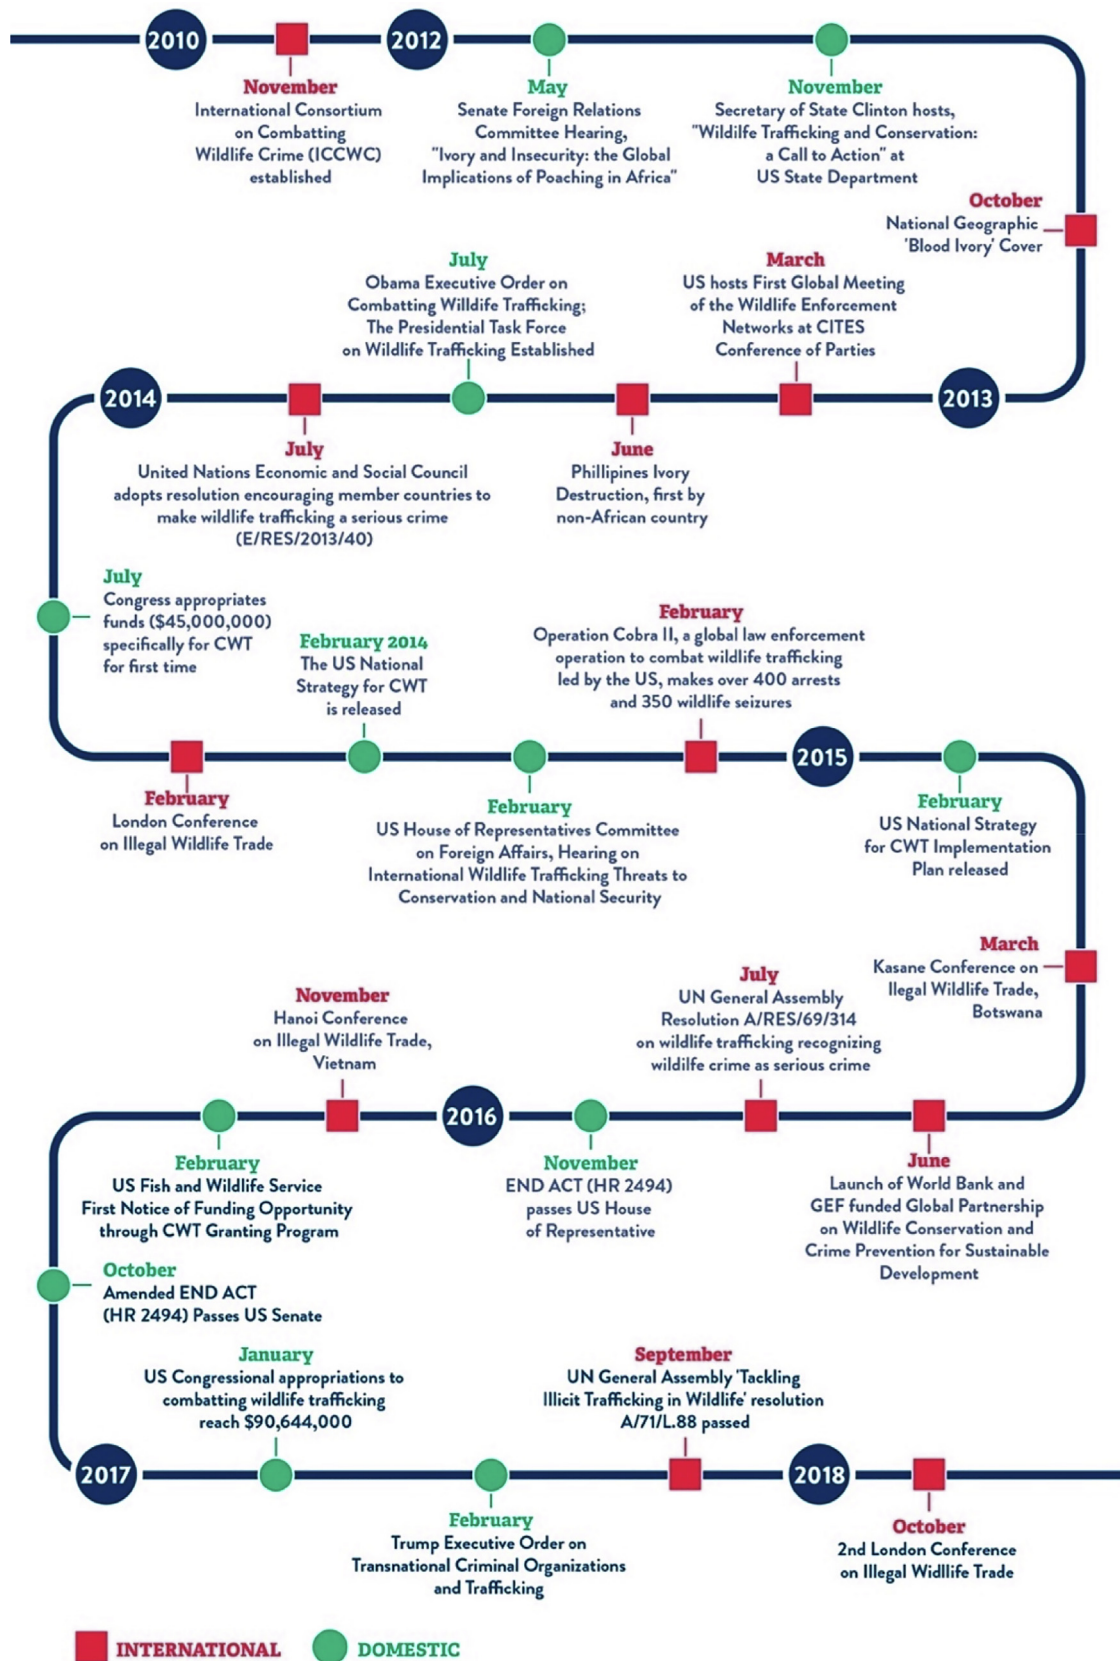 2010
November
International Consortium
on Combatting
Wildlife Crime (ICCWC)
established
2012
May
Senate Foreign Relations
Committee Hearing,
"Ivory and Insecurity: the Global
Implications of Poaching in Africa"
November
Secretary of State Clinton hosts,
"Wildilfe Trafficking and Conservation:
a Call to Action" at
US State Department
October
National Geographic
'Blood Ivory' Cover
2013
March
US hosts First Global Meeting
of the Wildlife Enforcement
Networks at CITES
Conference of Parties
June
Phillipines Ivory
Destruction, first by
non-African country
July
Obama Executive Order on
Combatting Willdife Trafficking;
The Presidential Task Force
on Wildlife Trafficking Established
July
United Nations Economic and Social Council
adopts resolution encouraging member countries to
make wildlife trafficking a serious crime
(E/RES/2013/40)
2014
July
Congress appropriates
funds ($45,000,000)
specifically for CWT
for first time
February
London Conference
on Illegal Wildlife Trade
February 2014
The US National
Strategy for CWT
is released
February
US House of Representatives Committee
on Foreign Affairs, Hearing on
International Wildlife Trafficking Threats to
Conservation and National Security
February
Operation Cobra II, a global law enforcement
operation to combat wildlife trafficking
led by the US, makes over 400 arrests
and 350 wildlife seizures
2015
February
US National Strategy
for CWT Implementation
Plan released
March
Kasane Conference on
llegal Wildlife Trade,
Botswana
June
Launch of World Bank and
GEF funded Global Partnership
on Wildlife Conservation and
Crime Prevention for Sustainable
Development
July
UN General Assembly
Resolution A/RES/69/314
on wildlife trafficking recognizing
wildilfe crime as serious crime
November
END ACT (HR 2494)
passes US House
of Representative
2016
November
Hanoi Conference
on Illegal Wildlife Trade,
Vietnam
February
US Fish and Wildlife Service
First Notice of Funding Opportunity
through CWT Granting Program
October
Amended END ACT
(HR 2494) Passes US Senate
2017
January
US Congressional appropriations to
combatting wildlife trafficking
reach $90,644,000
February
Trump Executive Order on
Transnational Criminal Organizations
and Trafficking
September
UN General Assembly 'Tackling
Illicit Trafficking in Wildlife' resolution
A/71/L.88 passed
2018
October
2nd London Conference
on Illegal Widllife Trade
INTERNATIONAL
DOMESTIC